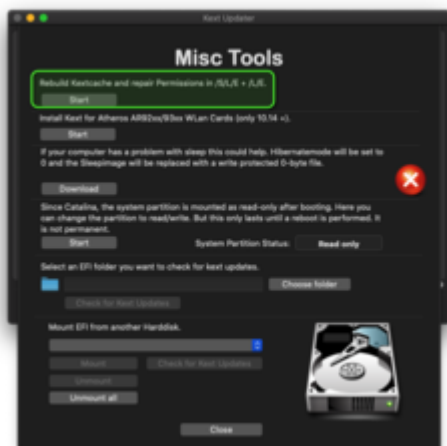 Kext Updater
Misc Tools
Rebuild Kextcache and repair Permissions in /S/L/E + /L/E.
Start
Install Kext for Atheros AR92xx/93xx WLan Cards (only 10.14 +).
Start
If your computer has a problem with sleep this could help. Hibernatemode will be set to
0 and the Sleepimage will be replaced with a write protected 0-byte file.
Download
Since Catalina, the system partition is mounted as read-only after booting. Here you
can change the partition to read/write. But this only lasts until a reboot is performed. It
is not permanent.
Start
System Partition Status:
Read only
Select an EFI folder you want to check for kext updates.
Choose folder
Check for Kext Updates
Mount EFI from another Harddisk.
Mount
Check for Kext Updates
Unmount
Unmount all
Close